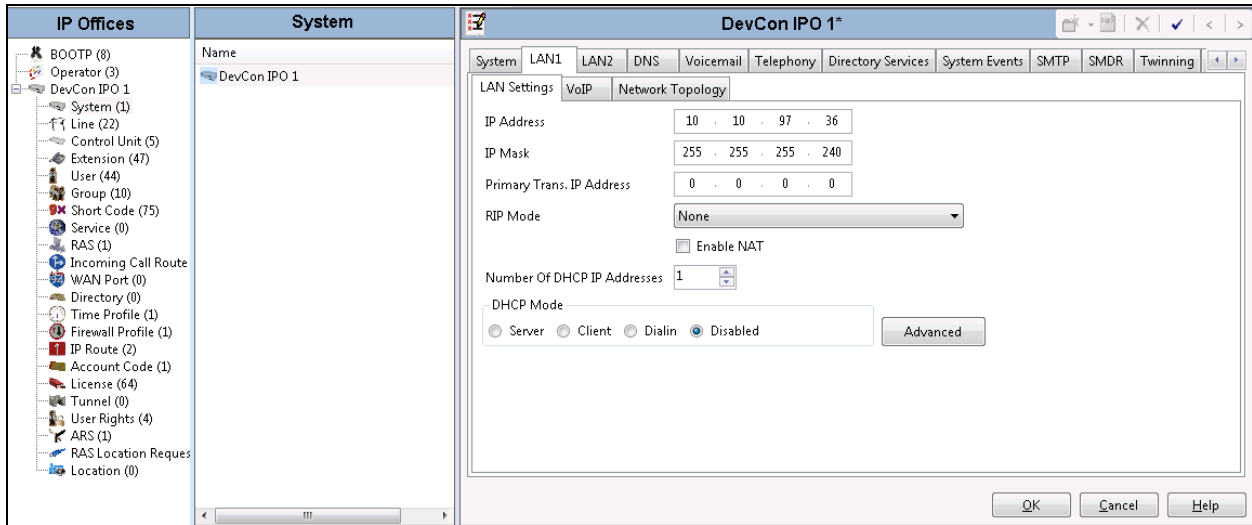 IP Offices
BOOTP (8)
Operator (3)
DevCon IPO 1
System (1)
Line (22)
Control Unit (5)
Extension (47)
User (44)
Group (10)
Short Code (75)
Service (0)
RAS (1)
Incoming Call Route
WAN Port (0)
Directory (0)
Time Profile (1)
Firewall Profile (1)
IP Route (2)
Account Code (1)
License (64)
Tunnel (0)
User Rights (4)
ARS (1)
RAS Location Reques
Location (0)
System
Name
DevCon IPO 1
DevCon IPO 1*
System LAN1 LAN2 DNS Voicemail Telephony Directory Services System Events SMTP SMDR Twinning
LAN Settings VoIP Network Topology
IP Address 10 . 10 . 97 . 36
IP Mask 255 . 255 . 255 . 240
Primary Trans. IP Address 0 . 0 . 0 . 0
RIP Mode None
Enable NAT
Number Of DHCP IP Addresses 1
DHCP Mode
Server Client Dialin Disabled Advanced
OK Cancel Help